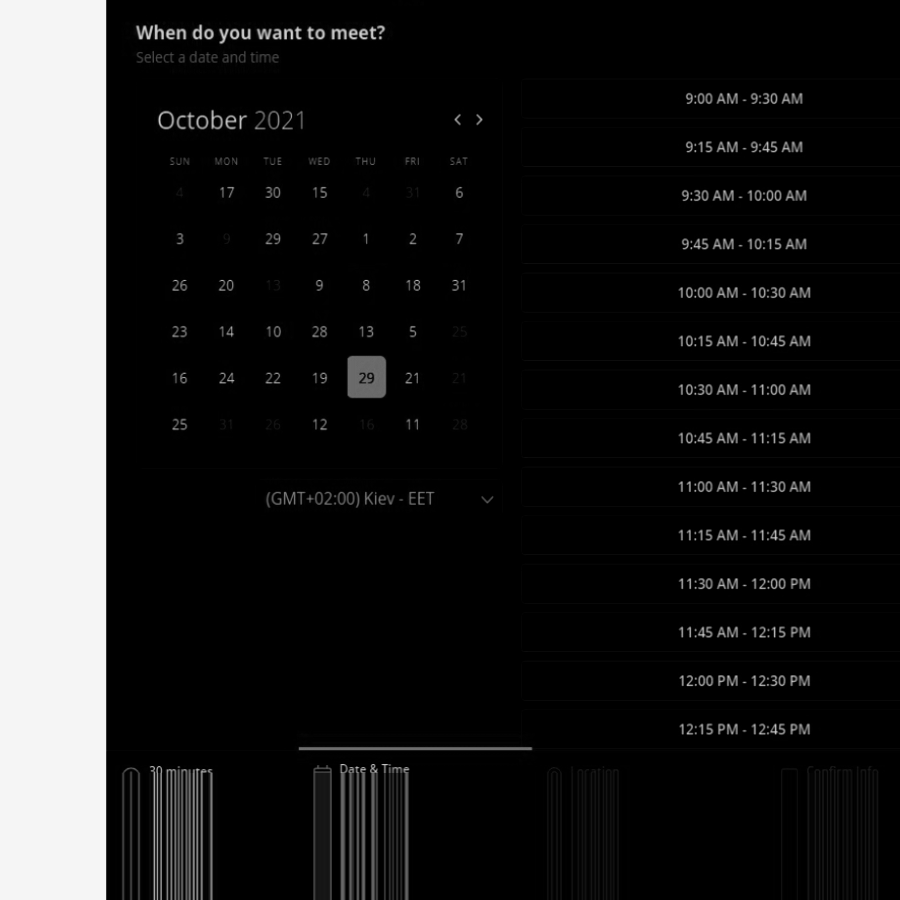 When do you want to meet?
Select a date and time
October 2021
SUN MON TUE WED THU FRI SAT
4 17 30 15 4 31 6
3 9 29 27 1 2 7
26 20 13 9 8 18 31
23 14 10 28 13 5 25
16 24 22 19 29 21 21
25 31 26 12 16 11 28
(GMT+02:00) Kiev - EET
9:00 AM - 9:30 AM
9:15 AM - 9:45 AM
9:30 AM - 10:00 AM
9:45 AM - 10:15 AM
10:00 AM - 10:30 AM
10:15 AM - 10:45 AM
10:30 AM - 11:00 AM
10:45 AM - 11:15 AM
11:00 AM - 11:30 AM
11:15 AM - 11:45 AM
11:30 AM - 12:00 PM
11:45 AM - 12:15 PM
12:00 PM - 12:30 PM
12:15 PM - 12:45 PM
30 minutes Date & Time Location Confirm Info